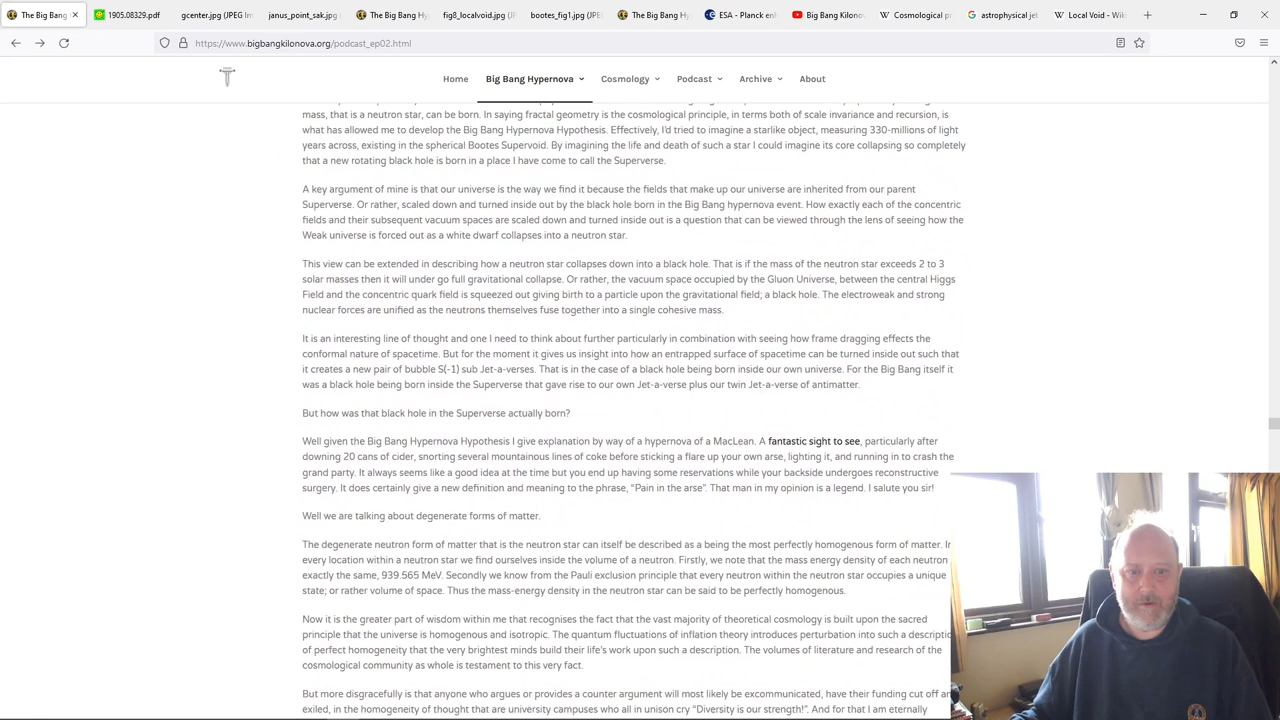 The Big Bang
1905.08329.pdf
gcenter.jpg (JPEG Im
janus_point_sak.jpg
The Big Bang Hy
fig8_localvoid.jpg (
bootes_fig1.jpg (JPE
The Big Bang Hy
ESA - Planck enh
Big Bang Kilonov
Cosmological pr
astrophysical jet
Local Void - Wik
https://www.bigbangkilonova.org/podcast_ep02.html
Home
Big Bang Hypernova
Cosmology
Podcast
Archive
About
mass, that is a neutron star, can be born. In saying fractal geometry is the cosmological principle, in terms both of scale invariance and recursion, is
what has allowed me to develop the Big Bang Hypernova Hypothesis. Effectively, I'd tried to imagine a starlike object, measuring 330-millions of light
years across, existing in the spherical Bootes Supervoid. By imagining the life and death of such a star I could imagine its core collapsing so completely
that a new rotating black hole is born in a place I have come to call the Superverse.
A key argument of mine is that our universe is the way we find it because the fields that make up our universe are inherited from our parent
Superverse. Or rather, scaled down and turned inside out by the black hole born in the Big Bang hypernova event. How exactly each of the concentric
fields and their subsequent vacuum spaces are scaled down and turned inside out is a question that can be viewed through the lens of seeing how the
Weak universe is forced out as a white dwarf collapses into a neutron star.
This view can be extended in describing how a neutron star collapses down into a black hole. That is if the mass of the neutron star exceeds 2 to 3
solar masses then it will under go full gravitational collapse. Or rather, the vacuum space occupied by the Gluon Universe, between the central Higgs
Field and the concentric quark field is squeezed out giving birth to a particle upon the gravitational field; a black hole. The electroweak and strong
nuclear forces are unified as the neutrons themselves fuse together into a single cohesive mass.
It is an interesting line of thought and one I need to think about further particularly in combination with seeing how frame dragging effects the
conformal nature of spacetime. But for the moment it gives us insight into how an entrapped surface of spacetime can be turned inside out such that
it creates a new pair of bubble S(-1) sub Jet-a-verses. That is in the case of a black hole being born inside our own universe. For the Big Bang itself it
was a black hole being born inside the Superverse that gave rise to our own Jet-a-verse plus our twin Jet-a-verse of antimatter.
But how was that black hole in the Superverse actually born?
Well given the Big Bang Hypernova Hypothesis I give explanation by way of a hypernova of a MacLean. A fantastic sight to see, particularly after
downing 20 cans of cider, snorting several mountainous lines of coke before sticking a flare up your own arse, lighting it, and running in to crash the
grand party. It always seems like a good idea at the time but you end up having some reservations while your backside undergoes reconstructive
surgery. It does certainly give a new definition and meaning to the phrase, “Pain in the arse”. That man in my opinion is a legend. I salute you sir!
Well we are talking about degenerate forms of matter.
The degenerate neutron form of matter that is the neutron star can itself be described as a being the most perfectly homogenous form of matter. In
every location within a neutron star we find ourselves inside the volume of a neutron. Firstly, we note that the mass energy density of each neutron
exactly the same, 939.565 MeV. Secondly we know from the Pauli exclusion principle that every neutron within the neutron star occupies a unique
state; or rather volume of space. Thus the mass-energy density in the neutron star can be said to be perfectly homogenous.
Now it is the greater part of wisdom within me that recognises the fact that the vast majority of theoretical cosmology is built upon the sacred
principle that the universe is homogenous and isotropic. The quantum fluctuations of inflation theory introduces perturbation into such a descriptio
of perfect homogeneity that the very brightest minds build their life's work upon such a description. The volumes of literature and research of the
cosmological community as whole is testament to this very fact.
But more disgracefully is that anyone who argues or provides a counter argument will most likely be excommunicated, have their funding cut off an
exiled, in the homogeneity of thought that are university campuses who all in unison cry “Diversity is our strength!”. And for that I am eternally